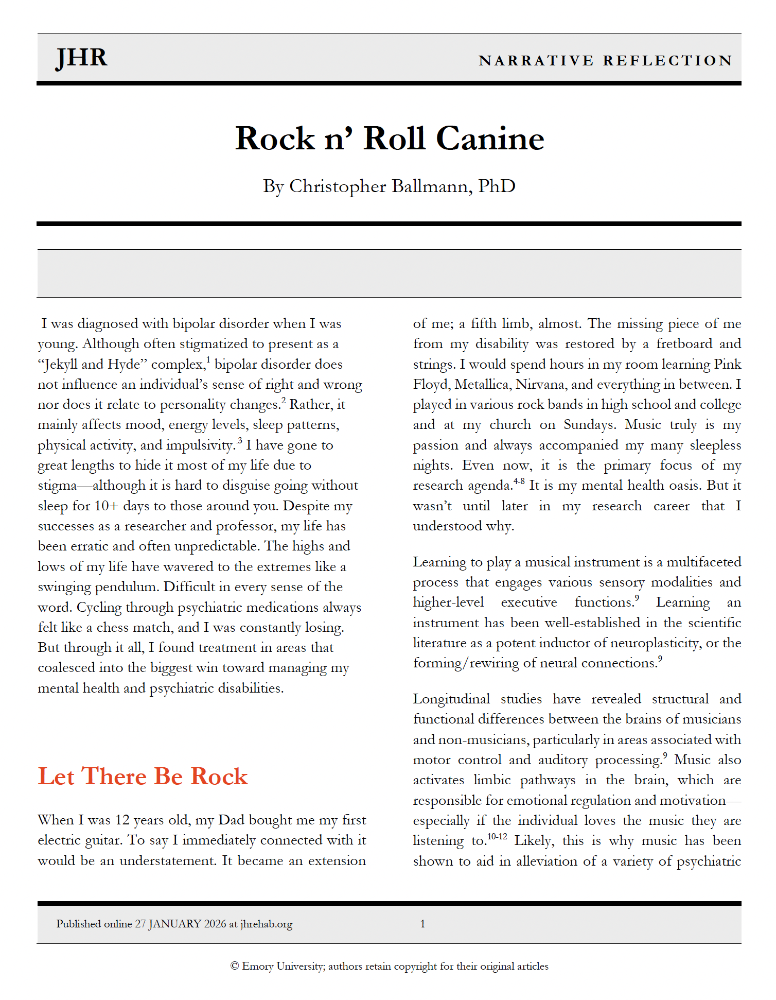 JHR
NARRATIVE REFLECTION
Rock n’ Roll Canine
By Christopher Ballmann, PhD
I was diagnosed with bipolar disorder when I was
young. Although often stigmatized to present as a
“Jekyll and Hyde” complex,1 bipolar disorder does
not influence an individual’s sense of right and wrong
nor does it relate to personality changes.2 Rather, it
mainly affects mood, energy levels, sleep patterns,
physical activity, and impulsivity.3 I have gone to
great lengths to hide it most of my life due to
stigma—although it is hard to disguise going without
sleep for 10+ days to those around you. Despite my
successes as a researcher and professor, my life has
been erratic and often unpredictable. The highs and
lows of my life have wavered to the extremes like a
swinging pendulum. Difficult in every sense of the
word. Cycling through psychiatric medications always
felt like a chess match, and I was constantly losing.
But through it all, I found treatment in areas that
coalesced into the biggest win toward managing my
mental health and psychiatric disabilities.
Let There Be Rock
When I was 12 years old, my Dad bought me my first
electric guitar. To say I immediately connected with it
would be an understatement. It became an extension
of me; a fifth limb, almost. The missing piece of me
from my disability was restored by a fretboard and
strings. I would spend hours in my room learning Pink
Floyd, Metallica, Nirvana, and everything in between. I
played in various rock bands in high school and college
and at my church on Sundays. Music truly is my
passion and always accompanied my many sleepless
nights. Even now, it is the primary focus of my
research agenda.4-8 It is my mental health oasis. But it
wasn’t until later in my research career that I
understood why.
Learning to play a musical instrument is a multifaceted
process that engages various sensory modalities and
higher-level executive functions.9 Learning an
instrument has been well-established in the scientific
literature as a potent inductor of neuroplasticity, or the
forming/rewiring of neural connections.9
Longitudinal studies have revealed structural and
functional differences between the brains of musicians
and non-musicians, particularly in areas associated with
motor control and auditory processing.9 Music also
activates limbic pathways in the brain, which are
responsible for emotional regulation and motivation—
especially if the individual loves the music they are
listening to.10-12 Likely, this is why music has been
shown to aid in alleviation of a variety of psychiatric
Published online 27 JANUARY 2026 at jhrehab.org
1
© Emory University; authors retain copyright for their original articles